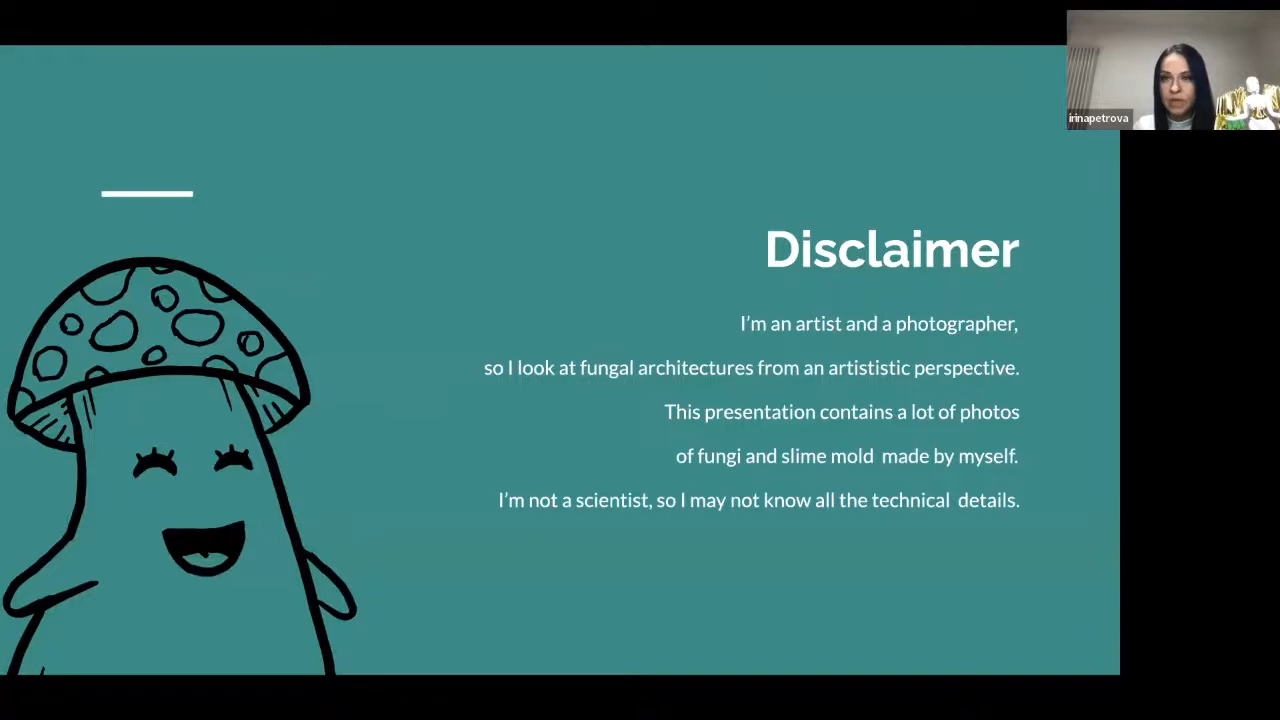 irinapetrova
Disclaimer
I'm an artist and a photographer,
so I look at fungal architectures from an artististic perspective.
This presentation contains a lot of photos
of fungi and slime mold  made by myself.
I'm not a scientist, so I may not know all the technical  details.